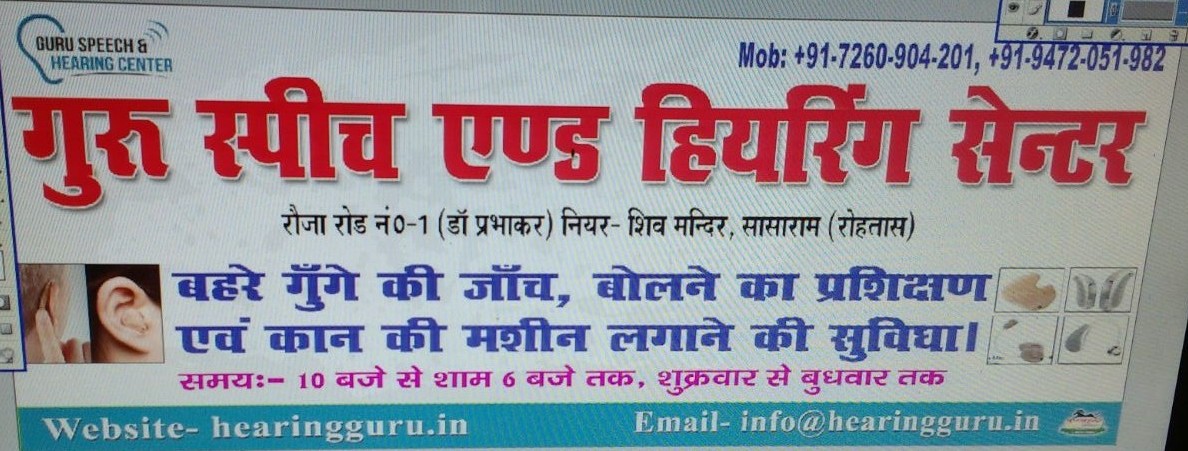 GURU SPEECH &
HEARING CENTER
Mob: +91-7260-904-201, +91-9472-051-982
गुरु स्पीच एण्ड हियरिंग सेन्टर
रौजा रोड नं0-1 (डॉ प्रभाकर) नियर- शिव मन्दिर, सासाराम (रोहतास)
बहरे गुँगे की जाँच, बोलने का प्रशिक्षण
एवं कान की मशीन लगाने की सुविधा।
समयः- 10 बजे से शाम 6 बजे तक, शुक्रवार से बुधवार तक
Website- hearingguru.in
Email- info@hearingguru.in